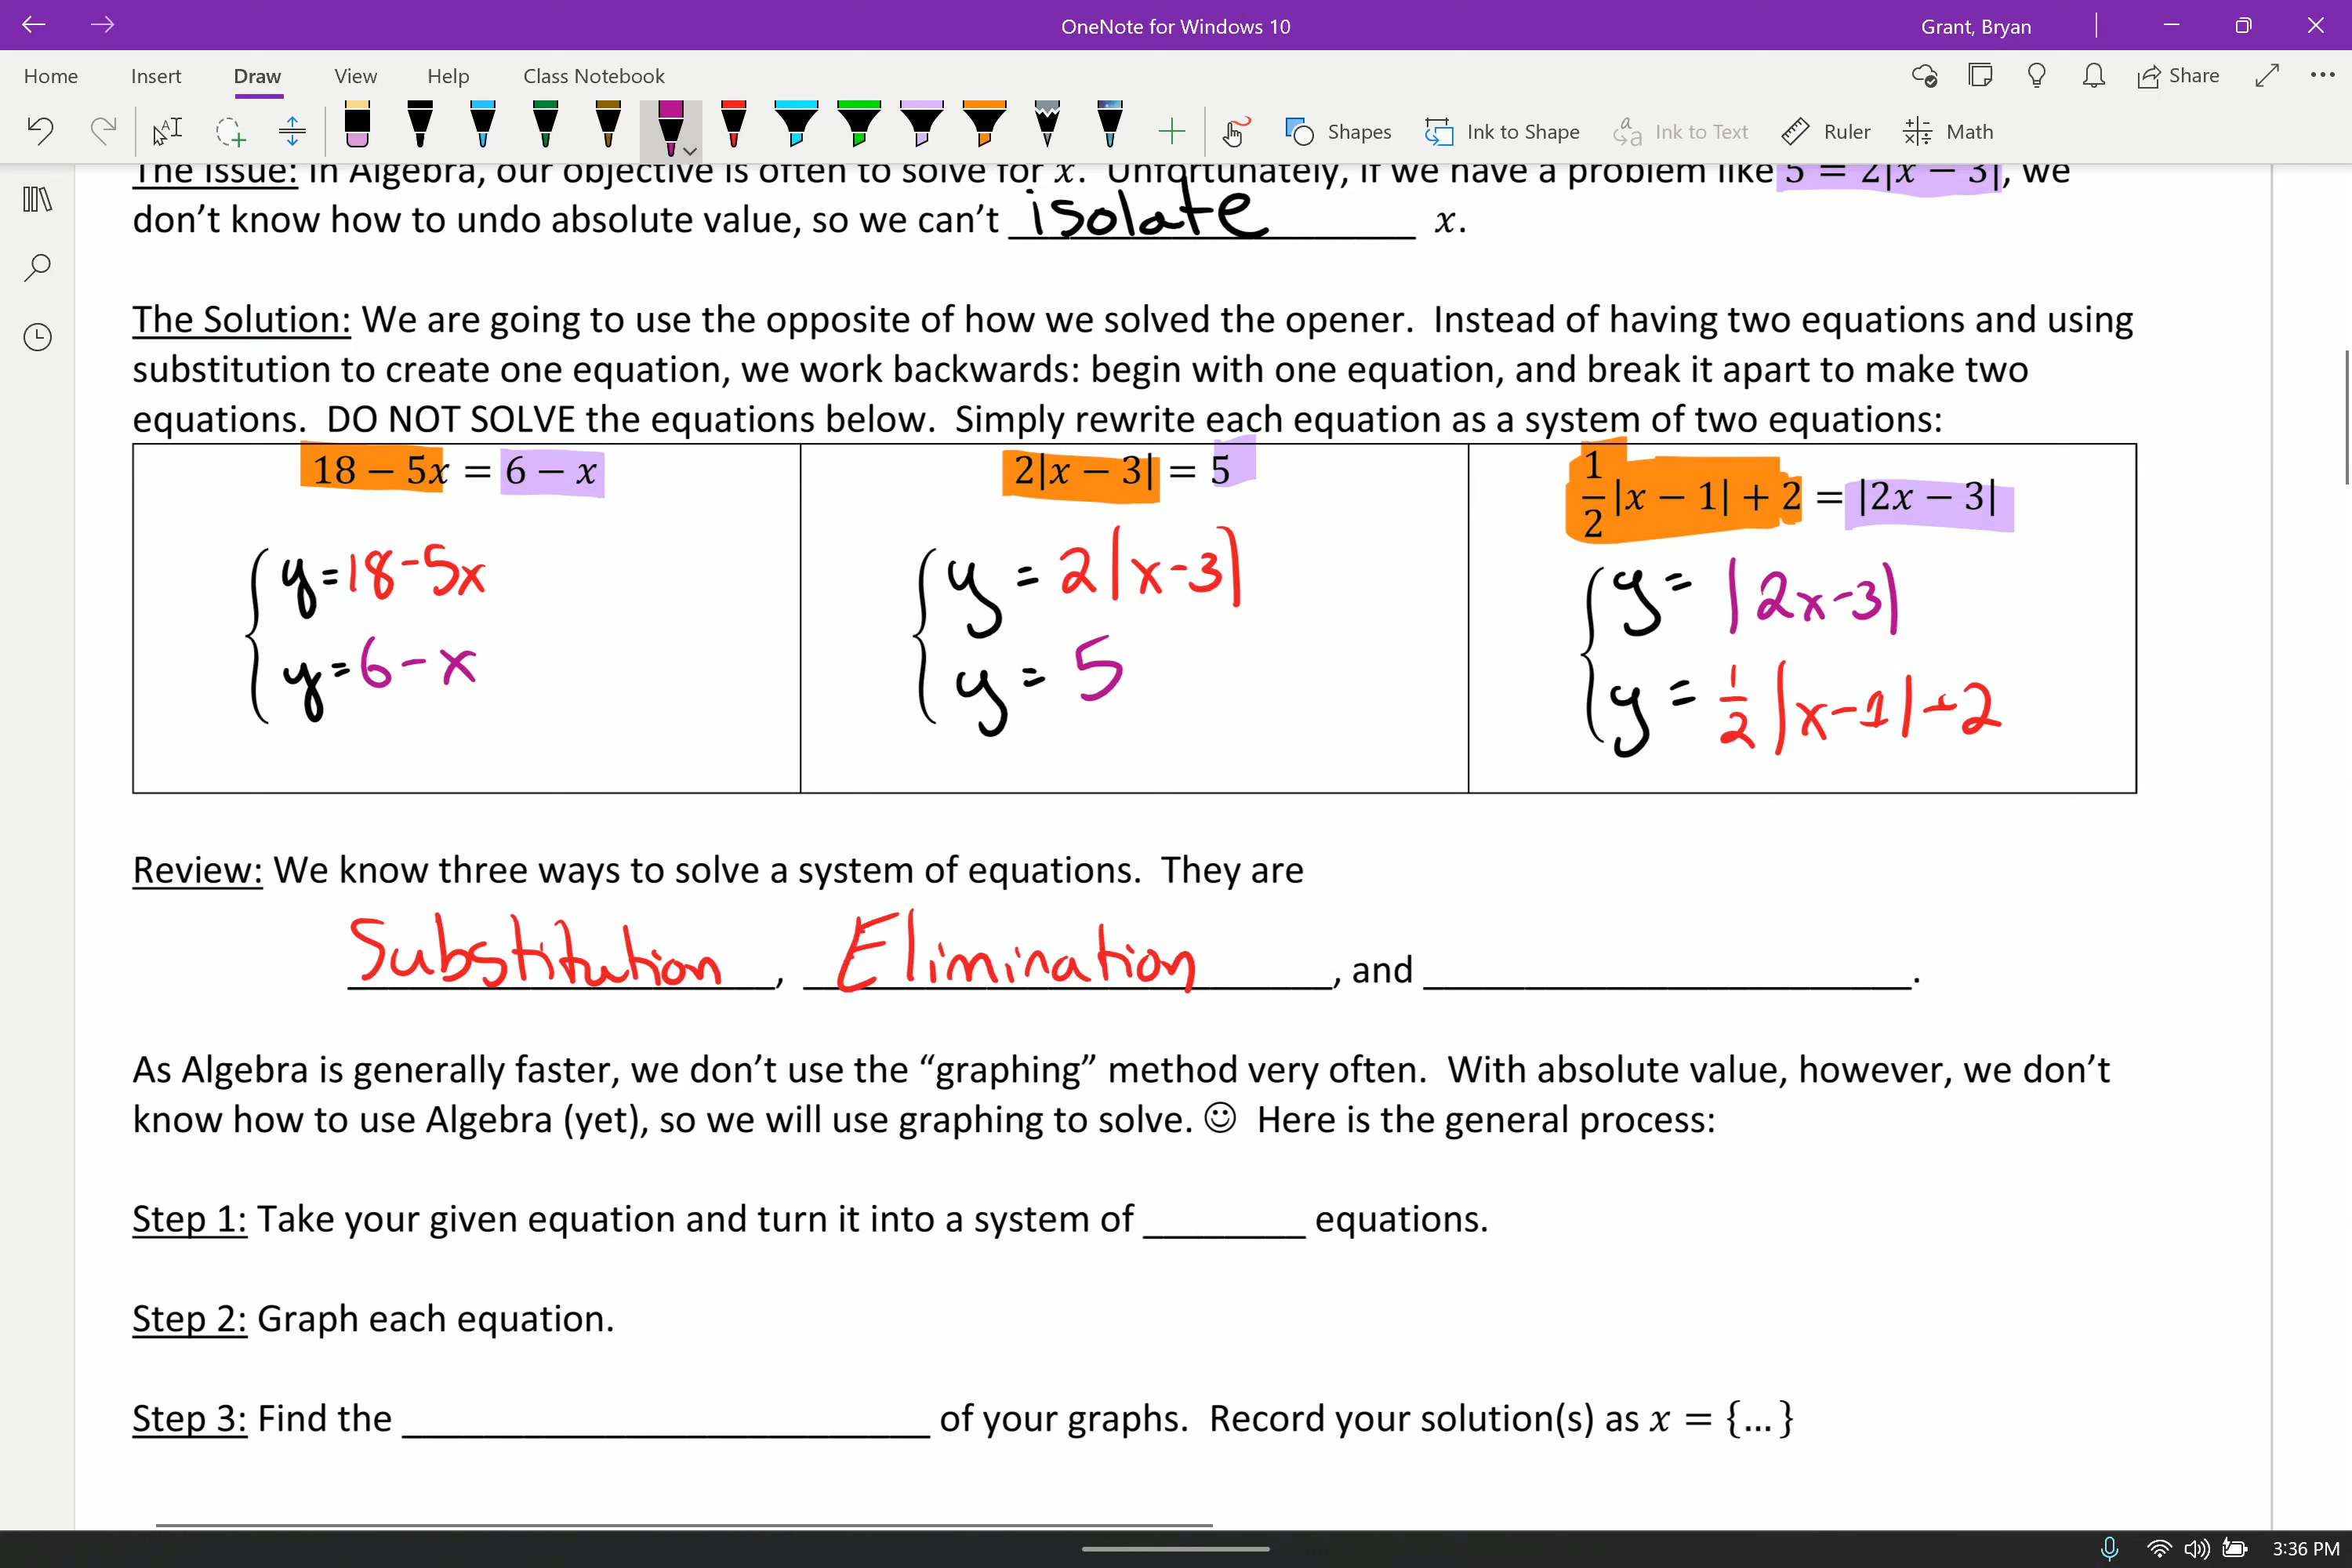 OneNote for Windows 10
Grant, Bryan
Home Insert Draw View Help Class Notebook
Share
Shapes Ink to Shape Ink to Text Ruler Math
The Issue: In Algebra, our objective is often to solve for x. Unfortunately, if we have a problem like 5 = 2|x − 3|, we
don’t know how to undo absolute value, so we can’t isolate x.
The Solution: We are going to use the opposite of how we solved the opener. Instead of having two equations and using
substitution to create one equation, we work backwards: begin with one equation, and break it apart to make two
equations. DO NOT SOLVE the equations below. Simply rewrite each equation as a system of two equations:
18 − 5x = 6 − x
y = 18 - 5x
y = 6 - x
2|x − 3| = 5
y = 2|x-3|
y = 5
1/2|x − 1| + 2 = |2x − 3|
y = |2x-3|
y = 1/2|x-1|+2
Review: We know three ways to solve a system of equations. They are
Substitution, Elimination, and ____________.
As Algebra is generally faster, we don’t use the “graphing” method very often. With absolute value, however, we don’t
know how to use Algebra (yet), so we will use graphing to solve. ☺ Here is the general process:
Step 1: Take your given equation and turn it into a system of ________ equations.
Step 2: Graph each equation.
Step 3: Find the ____________ of your graphs. Record your solution(s) as x = {…}
3:36 PM